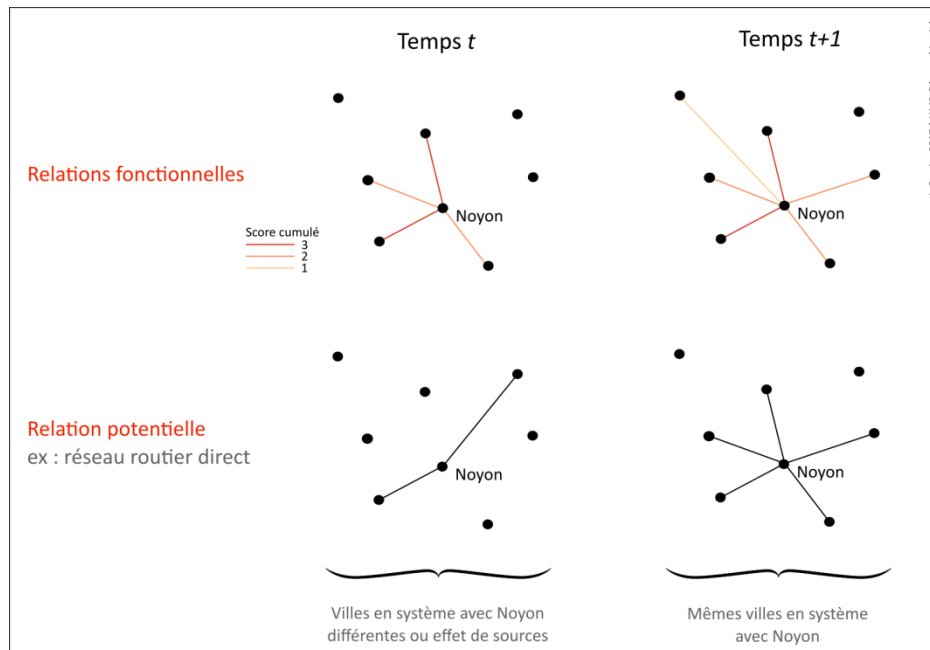 Temps t
Temps t+1
Relations fonctionnelles
Noyon
Noyon
Score cumulé
3
2
1
Relation potentielle
ex : réseau routier direct
Noyon
Noyon
Villes en système avec Noyon
différentes ou effet de sources
Mêmes villes en système
avec Noyon